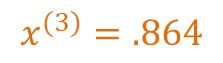 x⁽³⁾ = .864